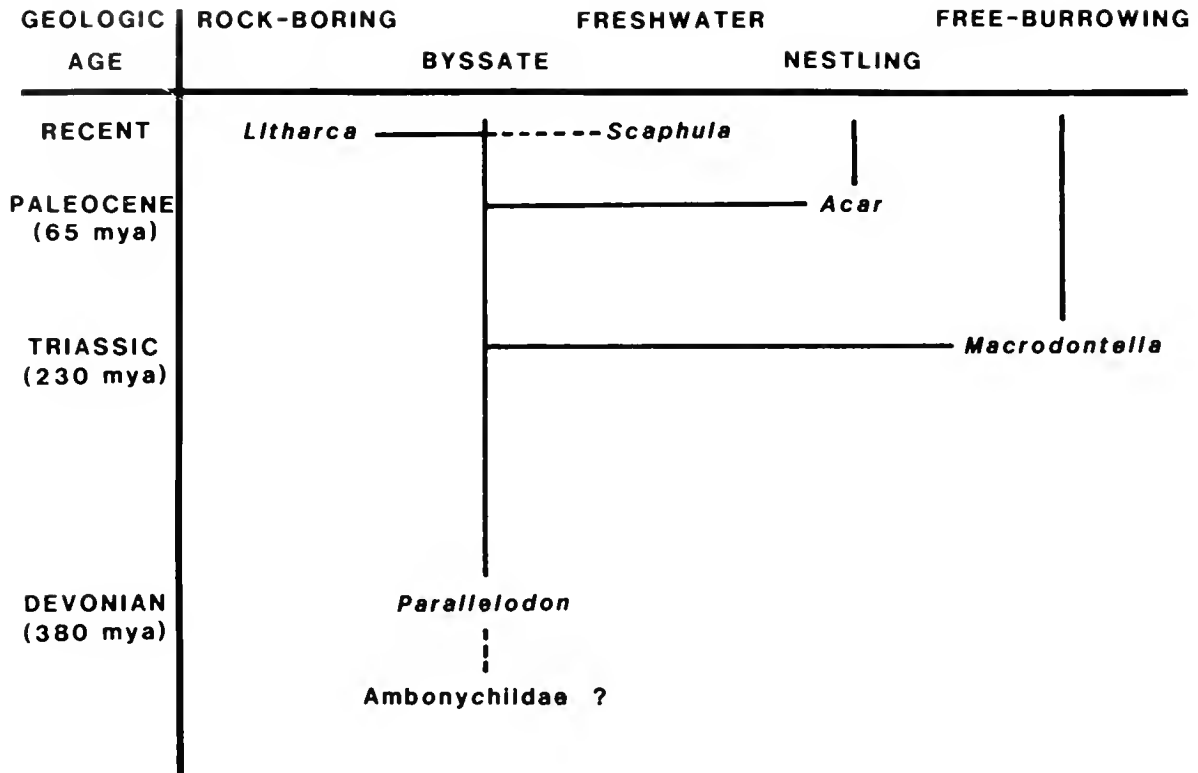 GEOLOGIC ROCK-BORING FRESHWATER FREE-BURROWING
AGE BYSSATE NESTLING
RECENT Litharca Scaphula
PALEOCENE Acar
(65 mya)
TRIASSIC Macrodontella
(230 mya)
DEVONIAN Parallelodon
(380 mya)
Ambonychiidae ?